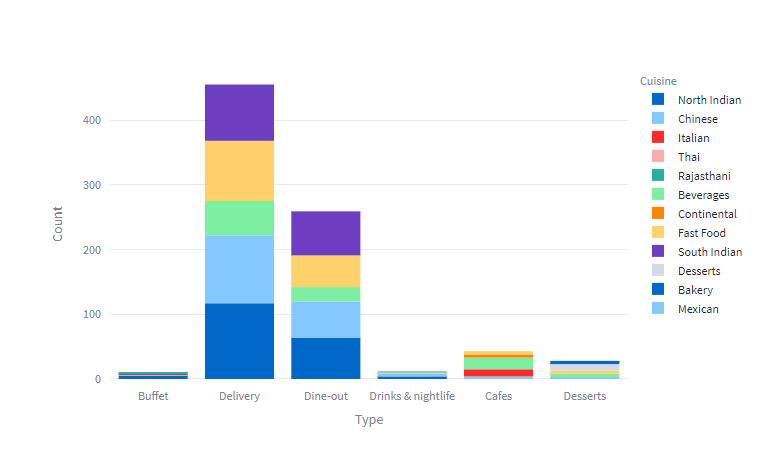 Cuisine
North Indian
Chinese
Italian
Thai
Rajasthani
Beverages
Continental
Fast Food
South Indian
Desserts
Bakery
Mexican
400
300
200
100
0
Count
Buffet Delivery Dine-out Drinks & nightlife Cafes Desserts
Type